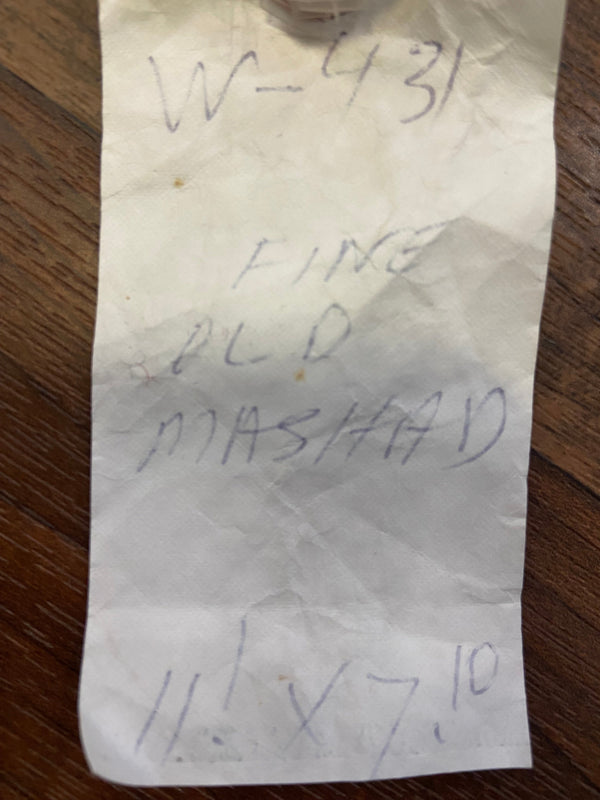 W-431
FINE
OLD
MASHAD
11.1 X 7.10